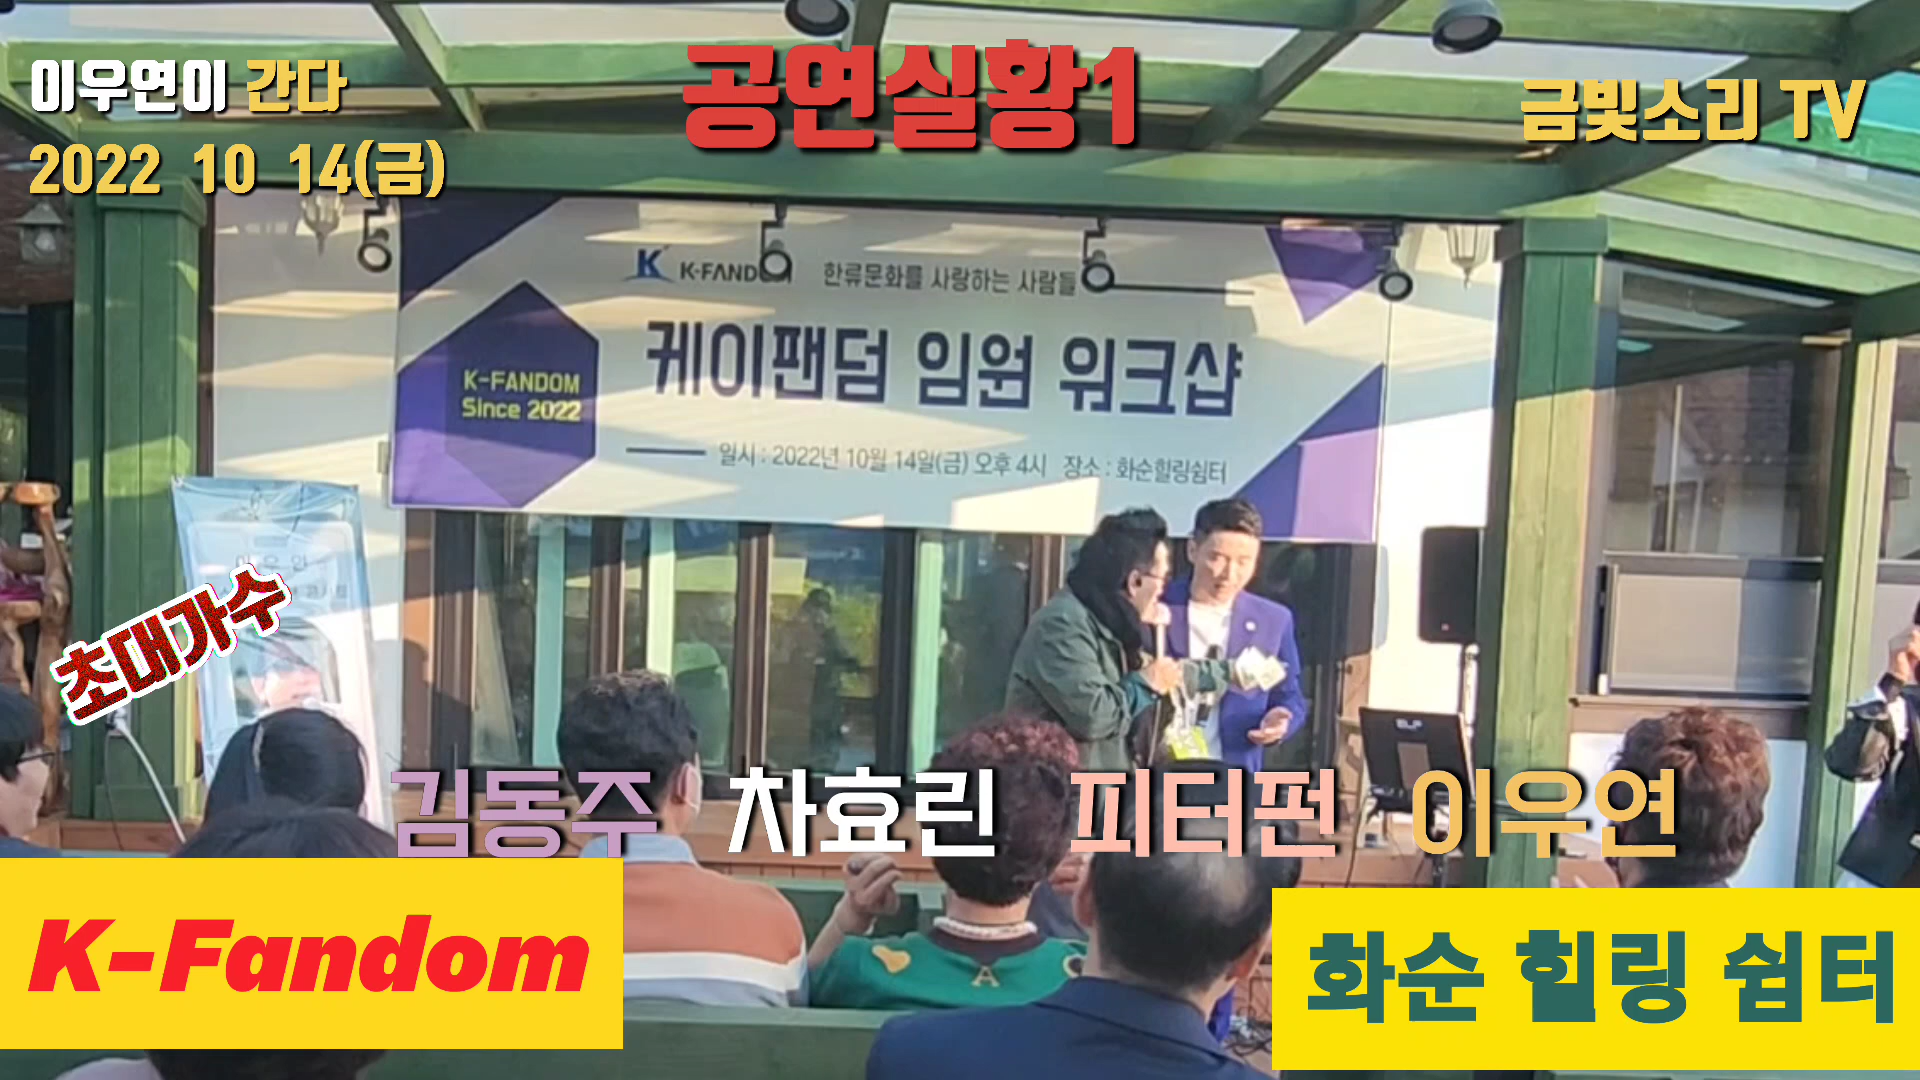 이우연이 간다
2022 10 14(금)
공연실황1
금빛소리 TV
K K-FANDOM 한류문화를 사랑하는 사람들
케이팬덤 임원 워크샵
K-FANDOM
Since 2022
일시 : 2022년 10월 14일(금) 오후 4시 장소 : 화순힐링쉼터
초대가수
김동주 차효린 피터펀 이우연
K-Fandom
화순 힐링 쉼터
A